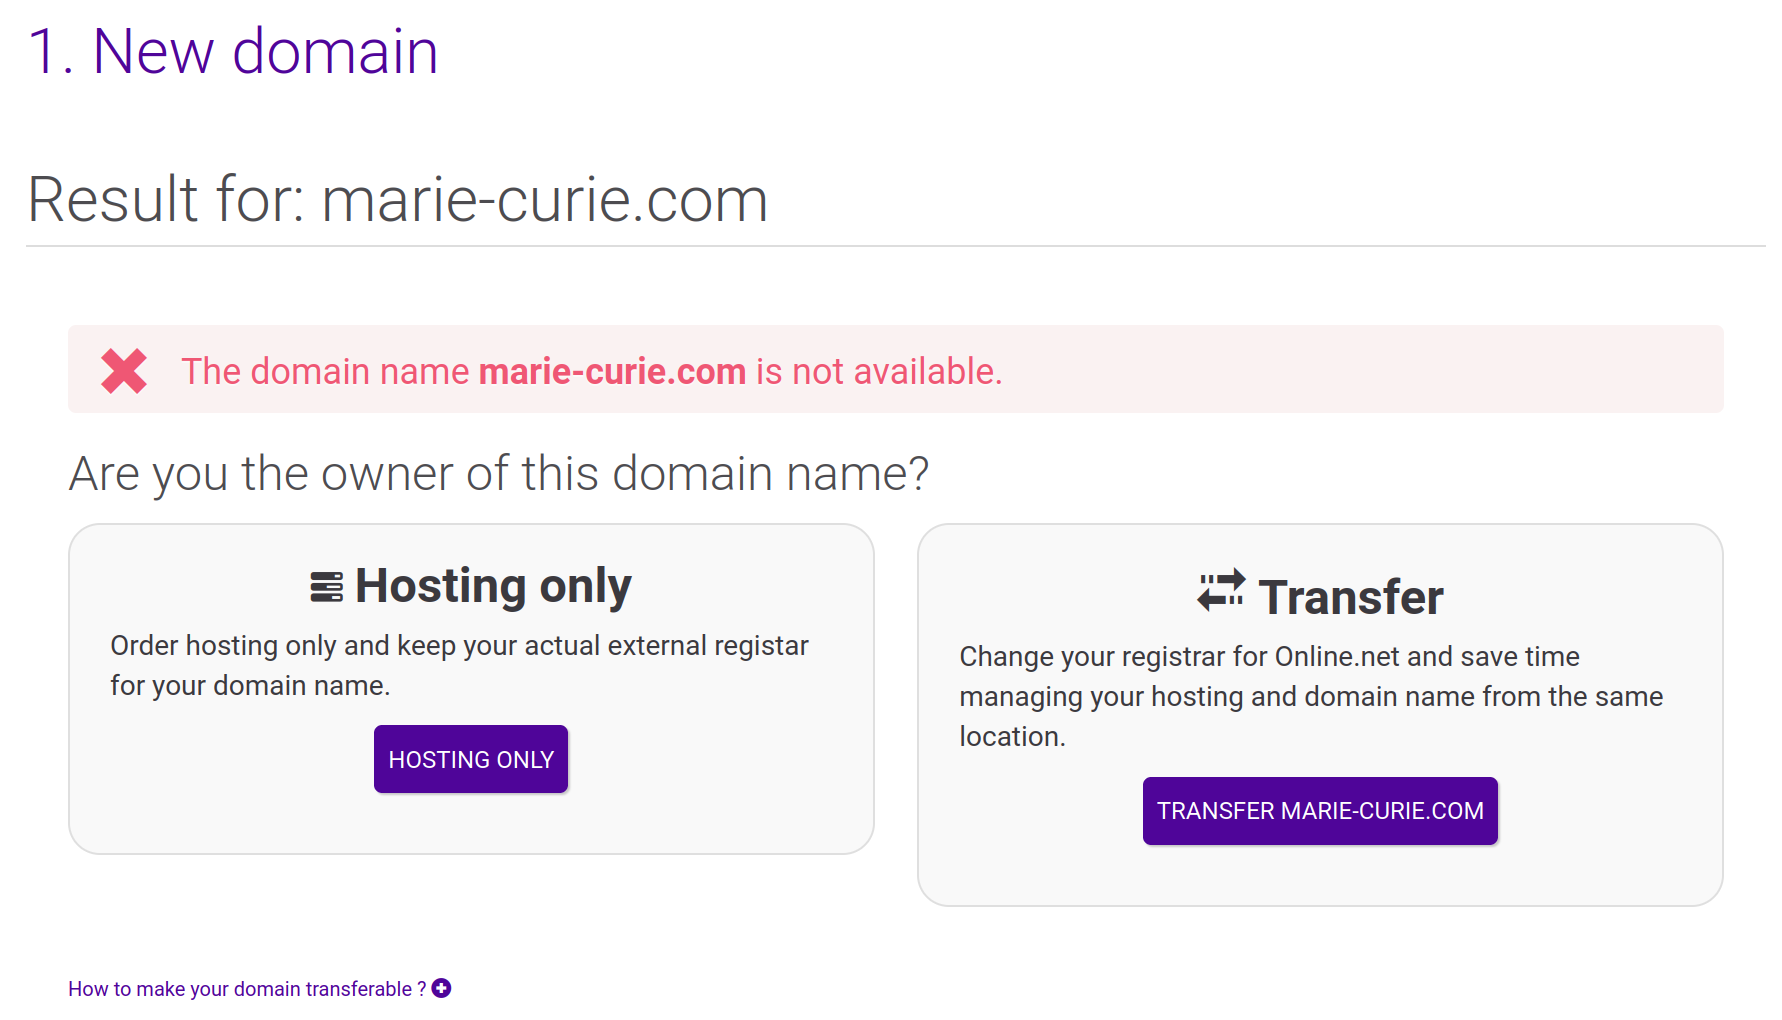 1. New domain
Result for: marie-curie.com
The domain name marie-curie.com is not available.
Are you the owner of this domain name?
Hosting only
Order hosting only and keep your actual external registar
for your domain name.
HOSTING ONLY
Transfer
Change your registrar for Online.net and save time
managing your hosting and domain name from the same
location.
TRANSFER MARIE-CURIE.COM
How to make your domain transferable ?